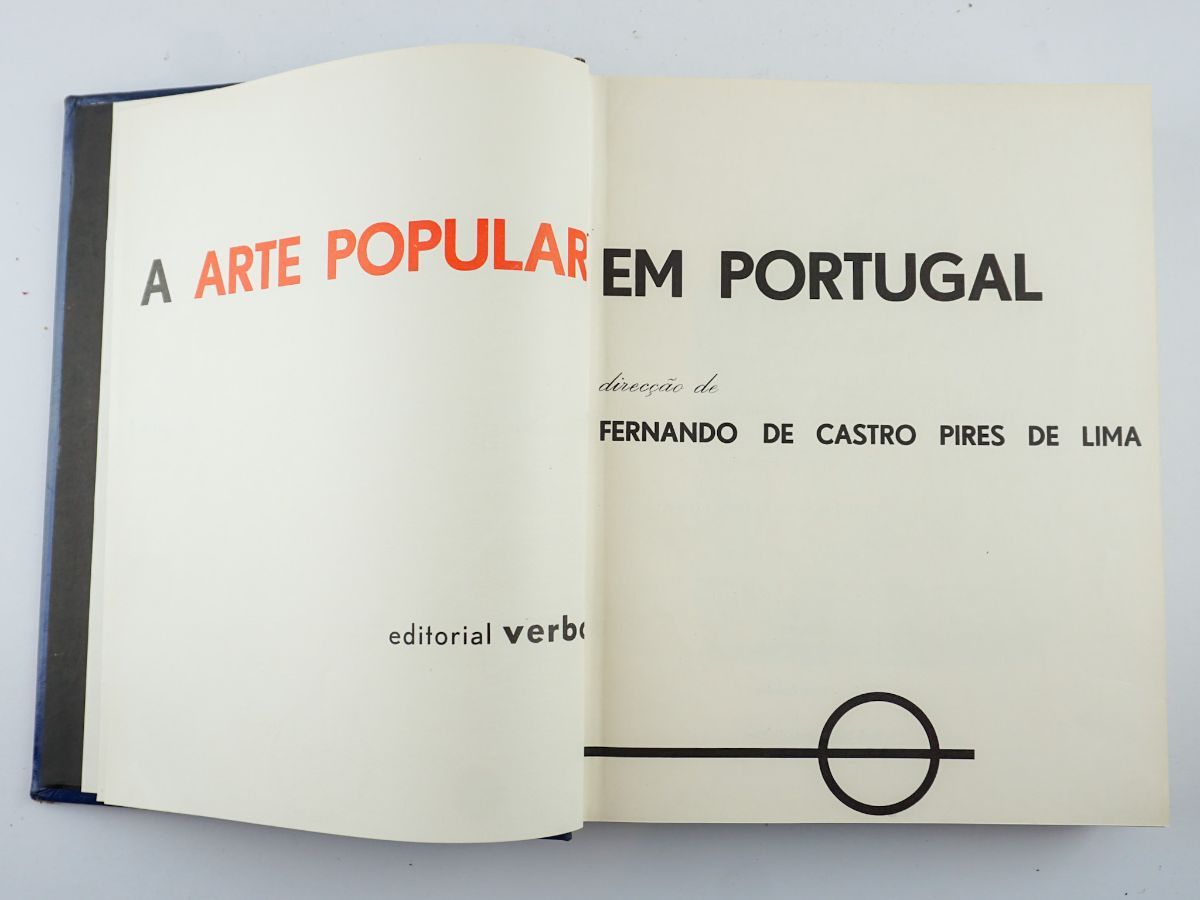 A ARTE POPULAR EM PORTUGAL
direcção de
FERNANDO DE CASTRO PIRES DE LIMA
editorial verbo